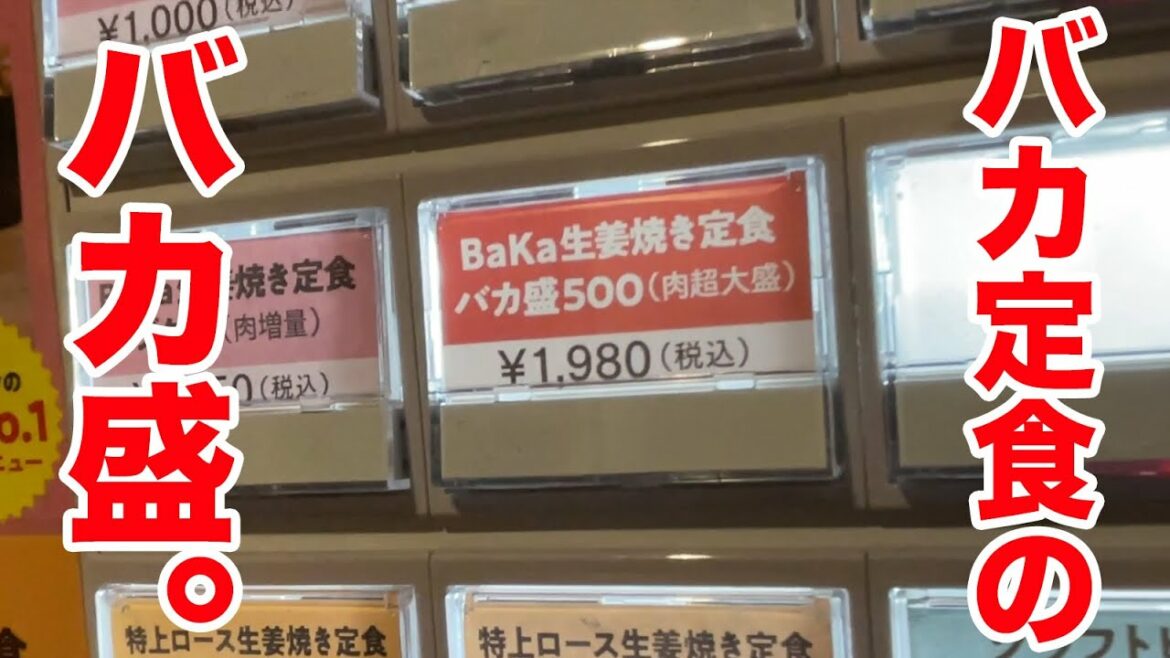 バカ定食の
バカ盛。
¥1,000(税込)
生姜焼き定食
(肉増量)
(税込)
BaKa生姜焼き定食
バカ盛500(肉超大盛)
¥1,980(税込)
特上ロース生姜焼き定食
特上ロース生姜焼き定食